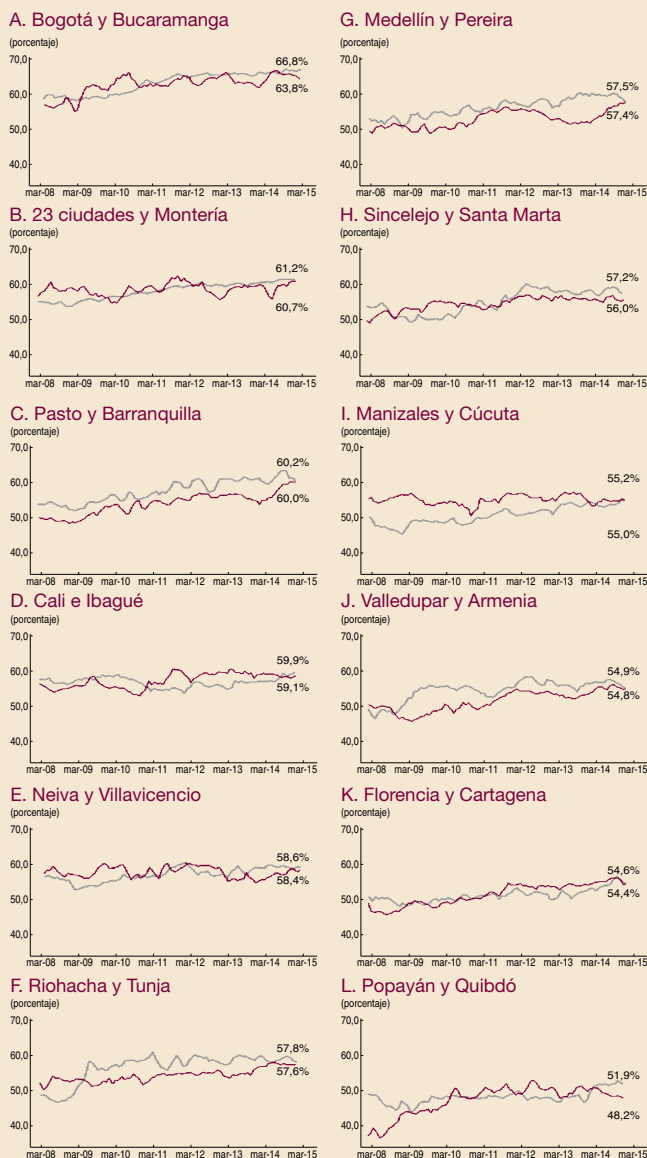 A. Bogotá y Bucaramanga
(porcentaje)
70,0
60,0
50,0
40,0
66,8%
63,8%
mar-08 mar-09 mar-10 mar-11 mar-12 mar-13 mar-14 mar-15
B. 23 ciudades y Montería
(porcentaje)
70,0
60,0
50,0
40,0
61,2%
60,7%
mar-08 mar-09 mar-10 mar-11 mar-12 mar-13 mar-14 mar-15
C. Pasto y Barranquilla
(porcentaje)
70,0
60,0
50,0
40,0
60,2%
60,0%
mar-08 mar-09 mar-10 mar-11 mar-12 mar-13 mar-14 mar-15
D. Cali e Ibagué
(porcentaje)
70,0
60,0
50,0
40,0
59,9%
59,1%
mar-08 mar-09 mar-10 mar-11 mar-12 mar-13 mar-14 mar-15
E. Neiva y Villavicencio
70,0
60,0
50,0
40,0
58,6%
58,4%
mar-08 mar-09 mar-10 mar-11 mar-12 mar-13 mar-14 mar-15
F. Riohacha y Tunja
(porcentaje)
70,0
60,0
50,0
40,0
57,8%
57,6%
mar-08 mar-09 mar-10 mar-11 mar-12 mar-13 mar-14 mar-15
G. Medellín y Pereira
(porcentaje)
70,0
60,0
50,0
40,0
57,5%
57,4%
mar-08 mar-09 mar-10 mar-11 mar-12 mar-13 mar-14 mar-15
H. Sincelejo y Santa Marta
(porcentaje)
70,0
60,0
50,0
40,0
57,2%
56,0%
mar-08 mar-09 mar-10 mar-11 mar-12 mar-13 mar-14 mar-15
I. Manizales y Cúcuta
(porcentaje)
70,0
60,0
50,0
40,0
55,2%
55,0%
mar-08 mar-09 mar-10 mar-11 mar-12 mar-13 mar-14 mar-15
J. Valledupar y Armenia
(porcentaje)
70,0
60,0
50,0
40,0
54,9%
54,8%
mar-08 mar-09 mar-10 mar-11 mar-12 mar-13 mar-14 mar-15
K. Florencia y Cartagena
(porcentaje)
70,0
60,0
50,0
40,0
54,6%
54,4%
mar-08 mar-09 mar-10 mar-11 mar-12 mar-13 mar-14 mar-15
L. Popayán y Quibdó
(porcentaje)
70,0
60,0
50,0
40,0
51,9%
48,2%
mar-08 mar-09 mar-10 mar-11 mar-12 mar-13 mar-14 mar-15